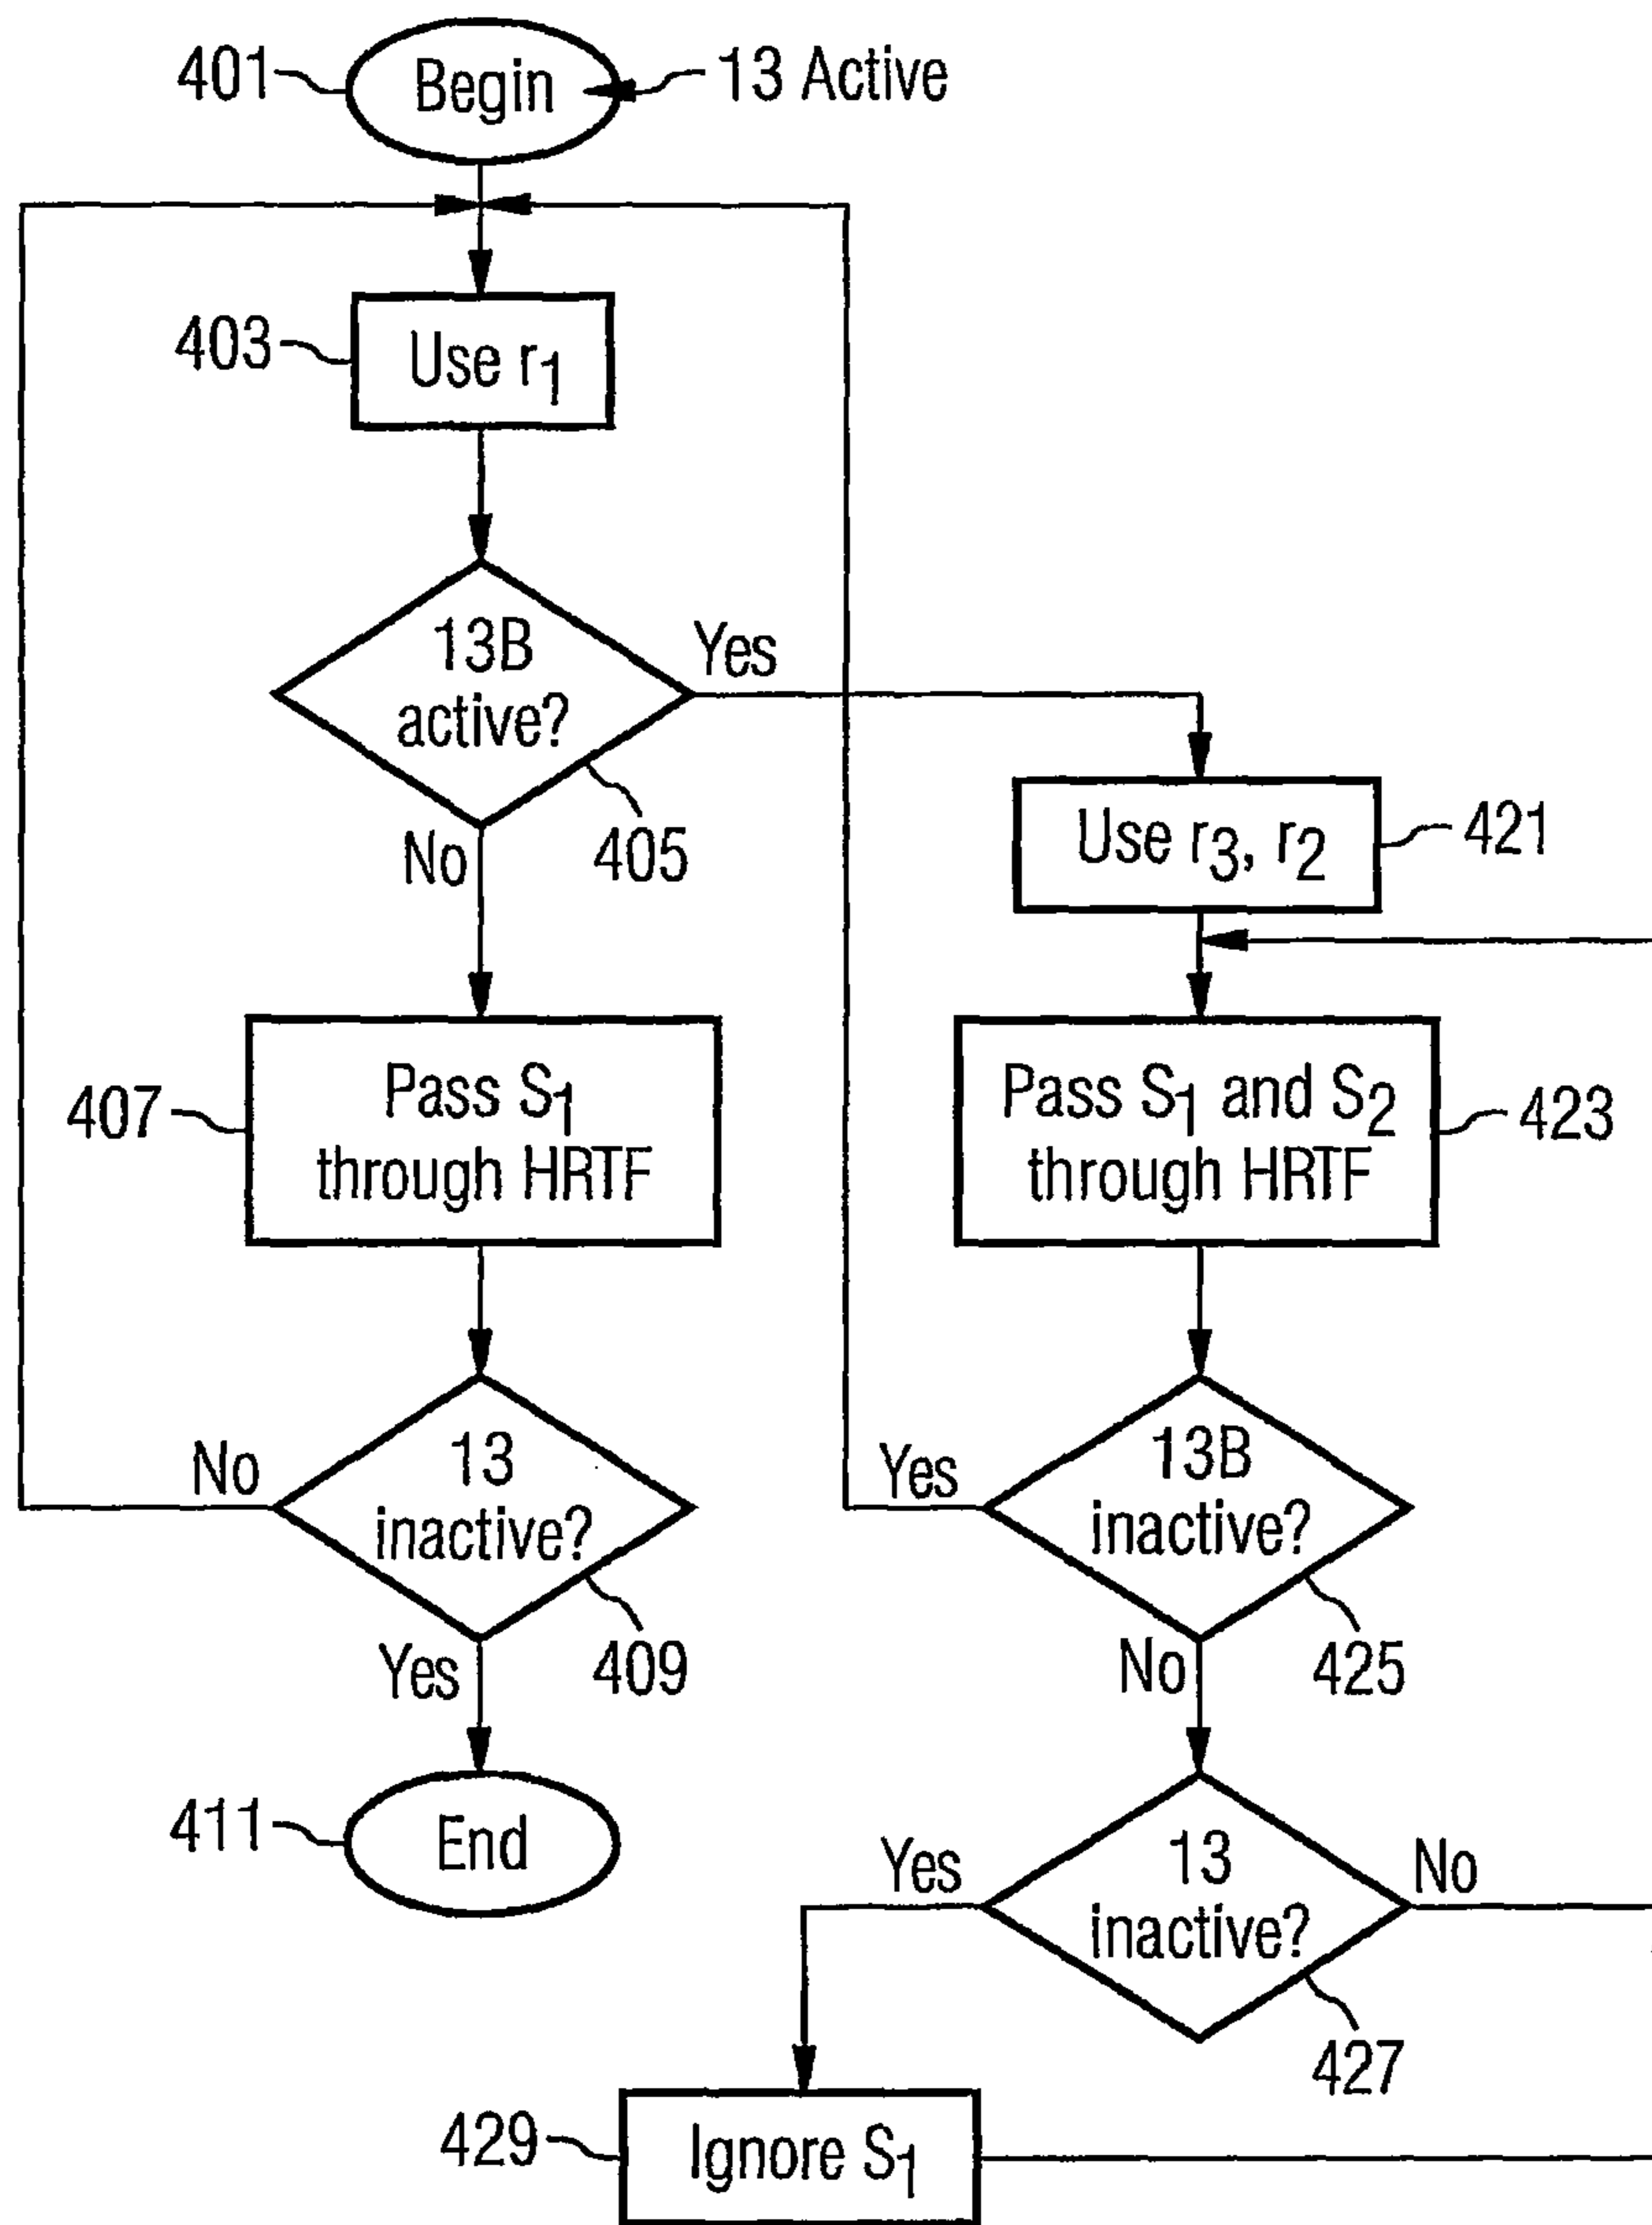 401
Begin
13 Active
403
Use r1
13B
active?
Yes
No
405
Use r3, r2
421
407
Pass S1
through HRTF
Pass S1 and S2
through HRTF
423
No
13
inactive?
Yes
409
Yes
13B
inactive?
No
425
411
End
Yes
13
inactive?
No
427
429
Ignore S1